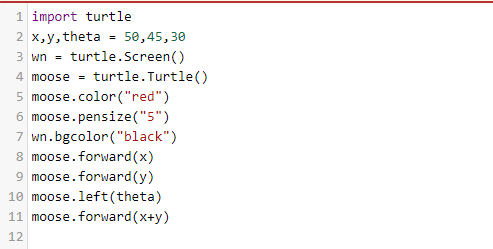 1 import turtle
2 x,y,theta = 50,45,30
3 wn = turtle.Screen()
4 moose = turtle.Turtle()
5 moose.color("red")
6 moose.pensize("5")
7 wn.bgcolor("black")
8 moose.forward(x)
9 moose.forward(y)
10 moose.left(theta)
11 moose.forward(x+y)
12